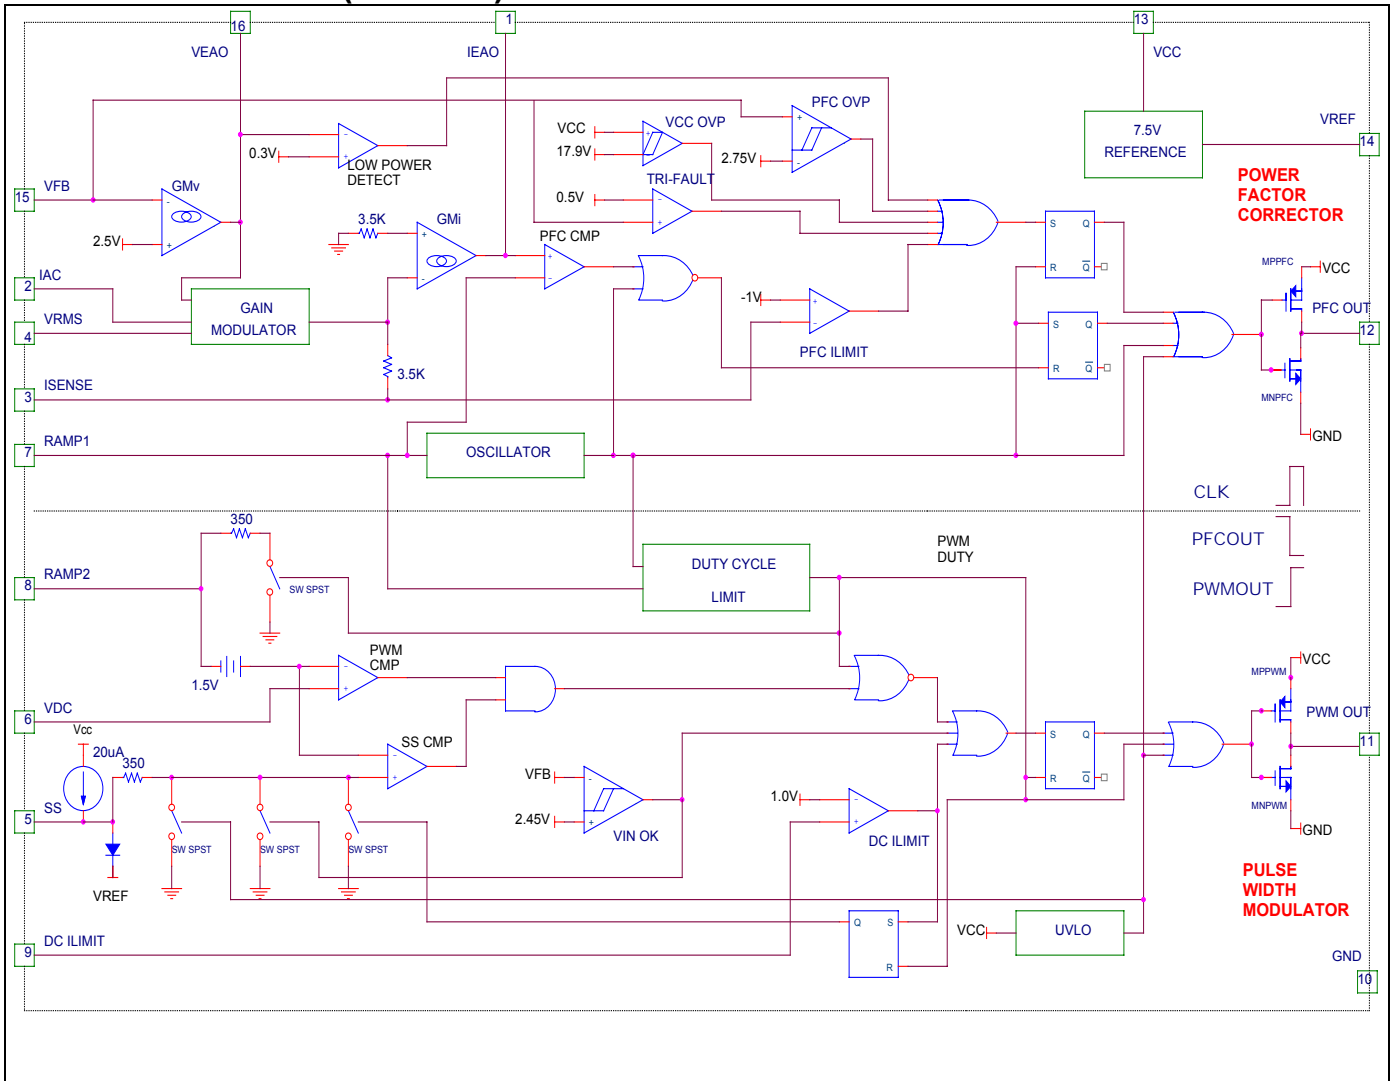 16
1
13
VEAO
IEAO
VCC
PFC OVP
VCC OVP
VCC
17.9V
2.75V
7.5V
REFERENCE
VREF
14
0.3V
LOW POWER
DETECT
TRI-FAULT
0.5V
POWER
FACTOR
CORRECTOR
15
VFB
GMv
2.5V
3.5K
GMi
PFC CMP
S
Q
R
Q
MPPFC
VCC
PFC OUT
12
2
IAC
4
VRMS
GAIN
MODULATOR
-1V
PFC ILIMIT
S
Q
R
Q
3.5K
MNPFC
3
ISENSE
GND
7
RAMP1
OSCILLATOR
CLK
350
PWM
DUTY
PFCOUT
8
RAMP2
SW SPST
DUTY CYCLE
LIMIT
PWMOUT
PWM
CMP
1.5V
VCC
MPPWM
PWM OUT
11
6
VDC
Vcc
20uA
350
SS CMP
S
Q
R
Q
MNPWM
VFB
2.45V
VIN OK
1.0V
DC ILIMIT
5
SS
SW SPST
SW SPST
SW SPST
GND
VREF
PULSE
WIDTH
MODULATOR
Q
S
R
VCC
UVLO
9
DC ILIMIT
GND
10